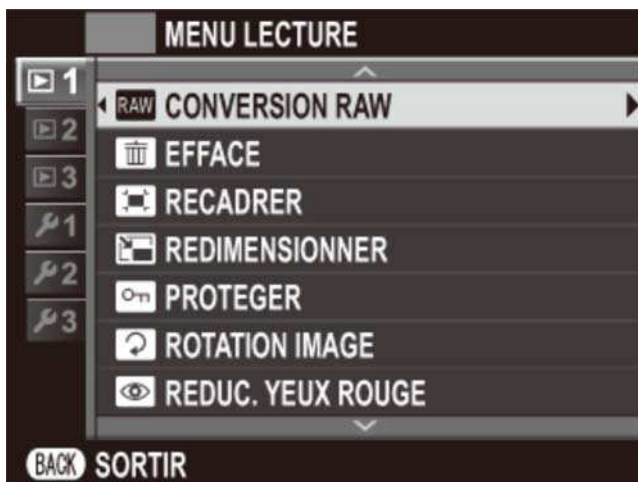 MENU LECTURE
1
RAW CONVERSION RAW
2
EFFACE
3
RECADRER
1
REDIMENSIONNER
2
PROTEGER
3
ROTATION IMAGE
REDUC. YEUX ROUGE
BACK SORTIR